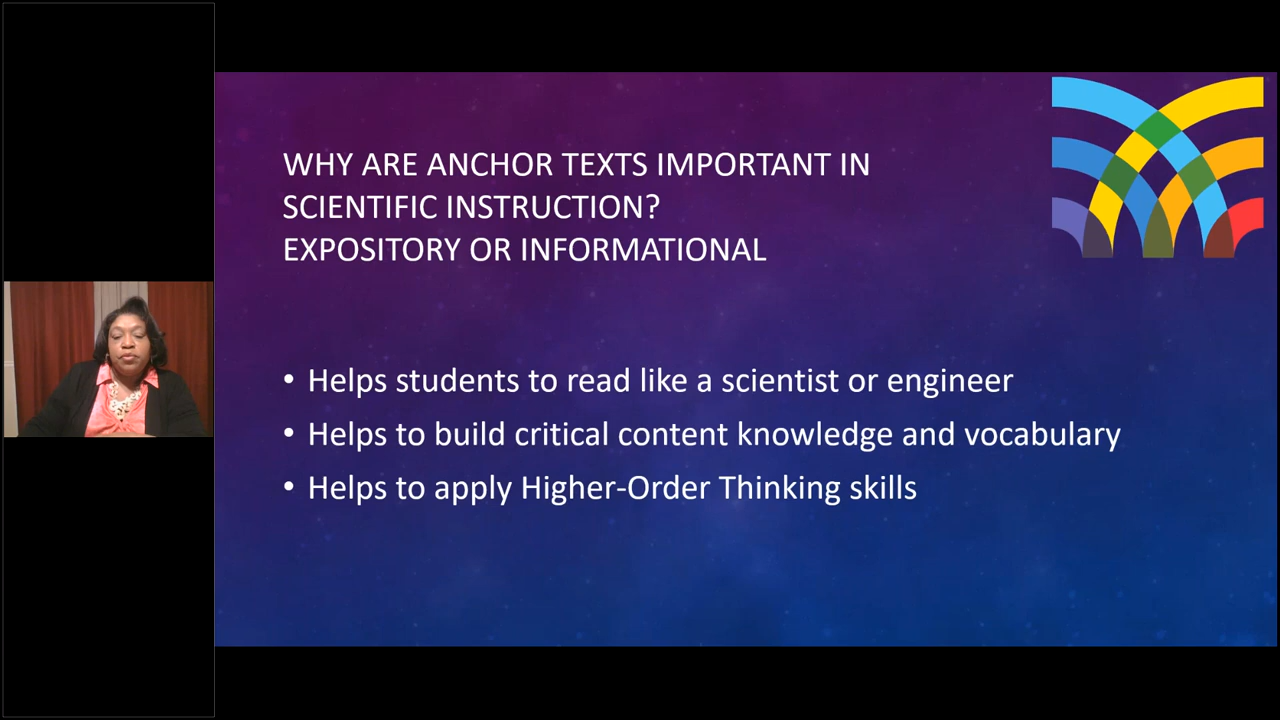 WHY ARE ANCHOR TEXTS IMPORTANT IN
SCIENTIFIC INSTRUCTION?
EXPOSITORY OR INFORMATIONAL
• Helps students to read like a scientist or engineer
• Helps to build critical content knowledge and vocabulary
• Helps to apply Higher-Order Thinking skills